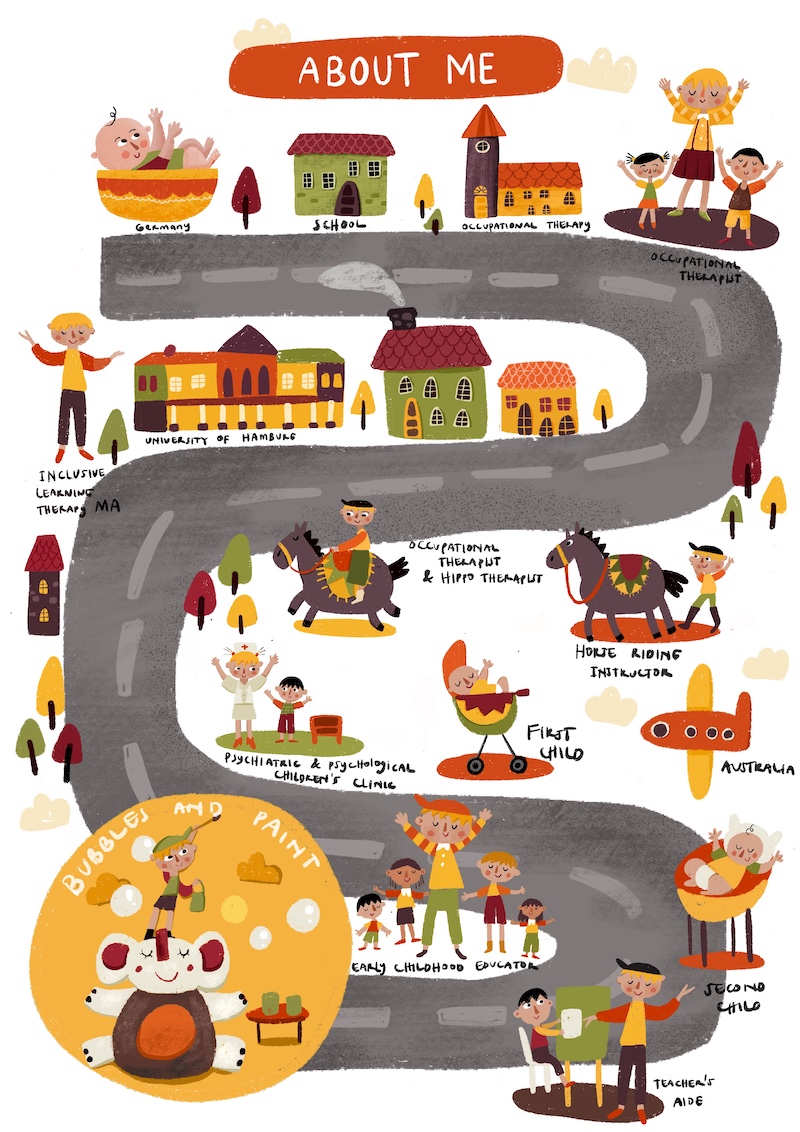 ABOUT ME
Germany
SCHOOL
OCCUPATIONAL THERAPY
OCCUPATIONAL
THERAPIST
UNIVERSITY OF HAMBURG
INCLUSIVE
LEARNING
THERAPY MA
OCCUPATIONAL
THERAPIST
& HIPPO THERAPIST
HORSE RIDING
INSTRUCTOR
PSYCHIATRIC & PSYCHOLOGICAL
CHILDREN'S CLINIC
FIRST
CHILD
AUSTRALIA
BUBBLES AND PAINT
EARLY CHILDHOOD EDUCATOR
SECOND
CHILD
TEACHER'S
AIDE